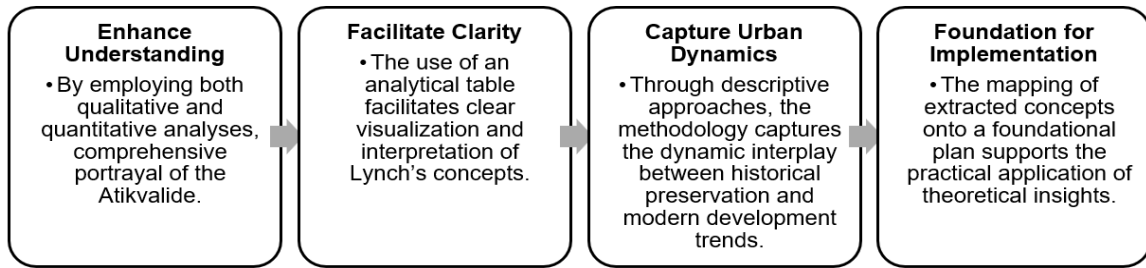 Enhance
Understanding
• By employing both
qualitative and
quantitative analyses,
comprehensive
portrayal of the
Atikvalide.
Facilitate Clarity
• The use of an
analytical table
facilitates clear
visualization and
interpretation of
Lynch's concepts.
Capture Urban
Dynamics
• Through descriptive
approaches, the
methodology captures
the dynamic interplay
between historical
preservation and
modern development
trends.
Foundation for
Implementation
• The mapping of
extracted concepts
onto a foundational
plan supports the
practical application of
theoretical insights.